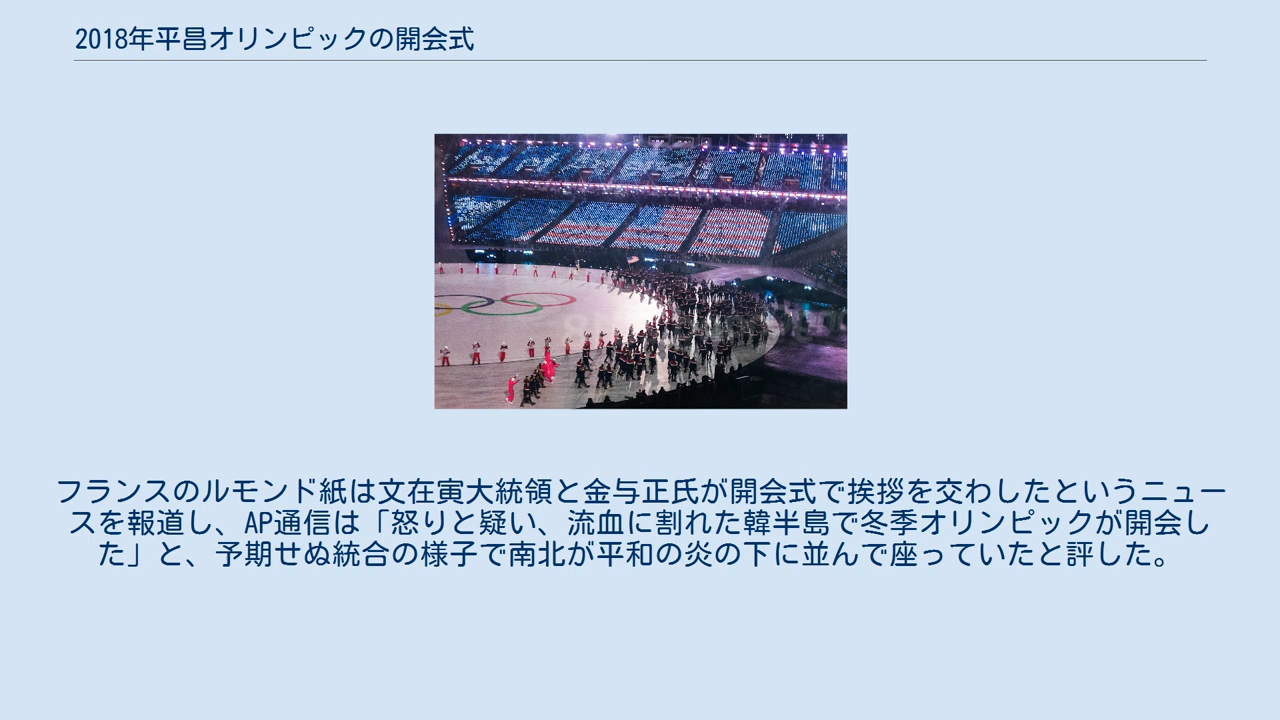 2018年平昌オリンピックの開会式
フランスのルモンド紙は文在寅大統領と金与正氏が開会式で挨拶を交わしたというニュー
スを報道し、AP通信は「怒りと疑い、流血に割れた韓半島で冬季オリンピックが開会し
た」と、予期せぬ統合の様子で南北が平和の炎の下に並んで座っていたと評した。